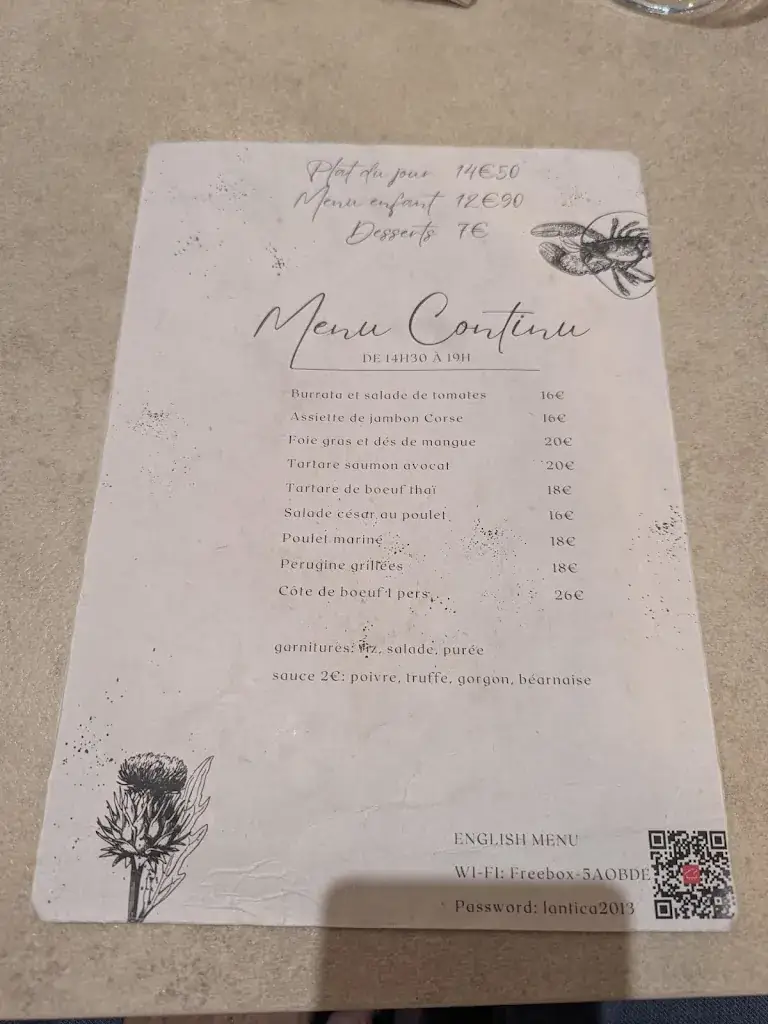 Plat du jour 14€50
Menu enfant 12€90
Desserts 7€
Menu Continu
DE 14H30 À 19H
Burrata et salade de tomates 16€
Assiette de jambon Corse 16€
Foie gras et dés de mangue 20€
Tartare saumon avocat 20€
Tartare de boeuf thaï 18€
Salade césar au poulet 16€
Poulet mariné 18€
Perugine grillées 18€
Côte de boeuf 1 pers 26€
garnitures: riz, salade, purée
sauce 2€: poivre, truffe, gorgon, béarnaise
ENGLISH MENU
WI-FI: Freebox-5A0BDE
Password: lantica2013